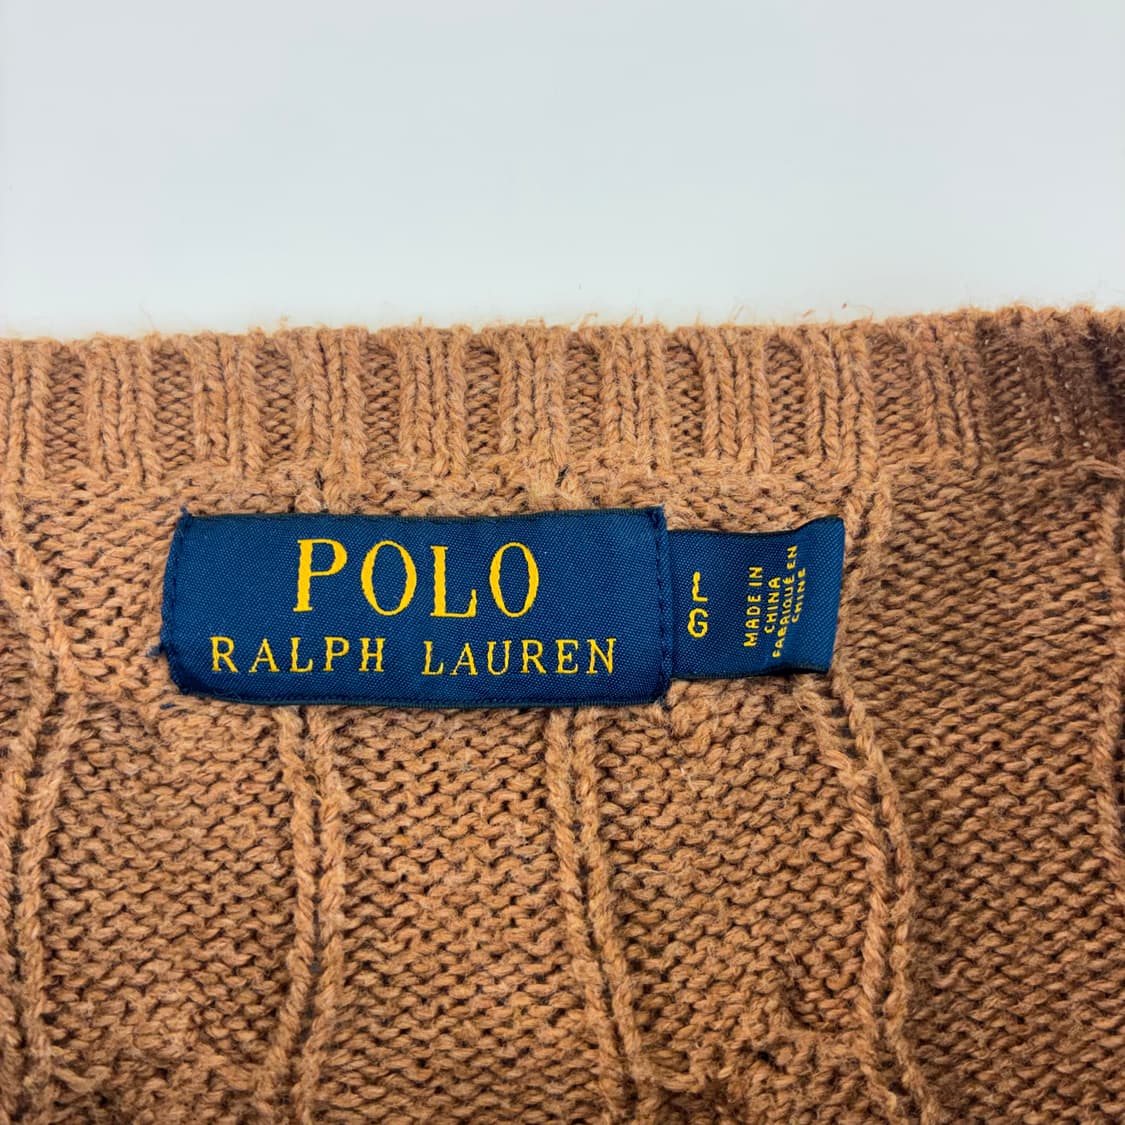 POLO
RALPH LAUREN
L
G
MADE IN
CHINA
FABRIQUÉ EN
CHINE